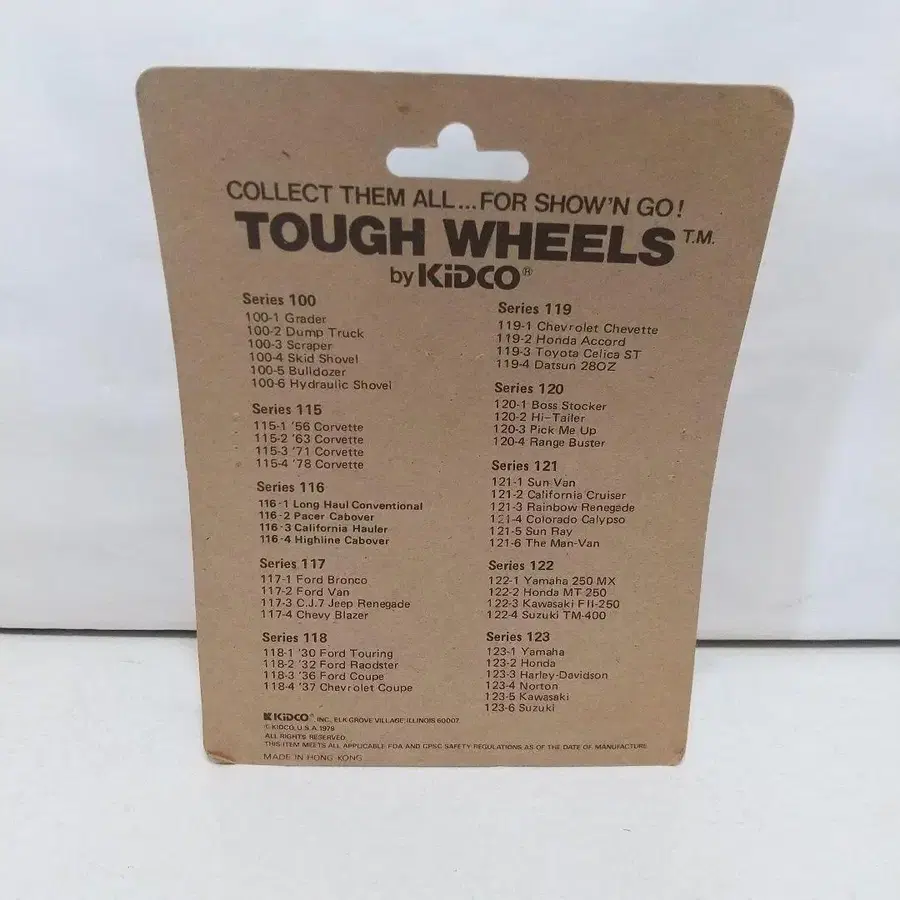 COLLECT THEM ALL...FOR SHOW'N GO!
TOUGH WHEELS T.M.
by KiDCO®
Series 100
100-1 Grader
100-2 Dump Truck
100-3 Scraper
100-4 Skid Shovel
100-5 Bulldozer
100-6 Hydraulic Shovel
Series 115
115-1 '56 Corvette
115-2 '63 Corvette
115-3 '71 Corvette
115-4 '78 Corvette
Series 116
116-1 Long Haul Conventional
116-2 Pacer Cabover
116-3 California Hauler
116-4 Highline Cabover
Series 117
117-1 Ford Bronco
117-2 Ford Van
117-3 C.J.7 Jeep Renegade
117-4 Chevy Blazer
Series 118
118-1 '30 Ford Touring
118-2 '32 Ford Raodster
118-3 '36 Ford Coupe
118-4 '37 Chevrolet Coupe
Series 119
119-1 Chevrolet Chevette
119-2 Honda Accord
119-3 Toyota Celica ST
119-4 Datsun 280Z
Series 120
120-1 Boss Stocker
120-2 Hi-Tailer
120-3 Pick Me Up
120-4 Range Buster
Series 121
121-1 Sun Van
121-2 California Cruiser
121-3 Rainbow Renegade
121-4 Colorado Calypso
121-5 Sun Ray
121-6 The Man-Van
Series 122
122-1 Yamaha 250 MX
122-2 Honda MT 250
122-3 Kawasaki FII-250
122-4 Suzuki TM-400
Series 123
123-1 Yamaha
123-2 Honda
123-3 Harley-Davidson
123-4 Norton
123-5 Kawasaki
123-6 Suzuki
KiDCO® INC., ELK GROVE VILLAGE, ILLINOIS 60007
© KIDCO, U.S.A. 1979
ALL RIGHTS RESERVED
THIS ITEM MEETS ALL APPLICABLE FDA AND CPSC SAFETY REGULATIONS AS OF THE DATE OF MANUFACTURE
MADE IN HONG KONG